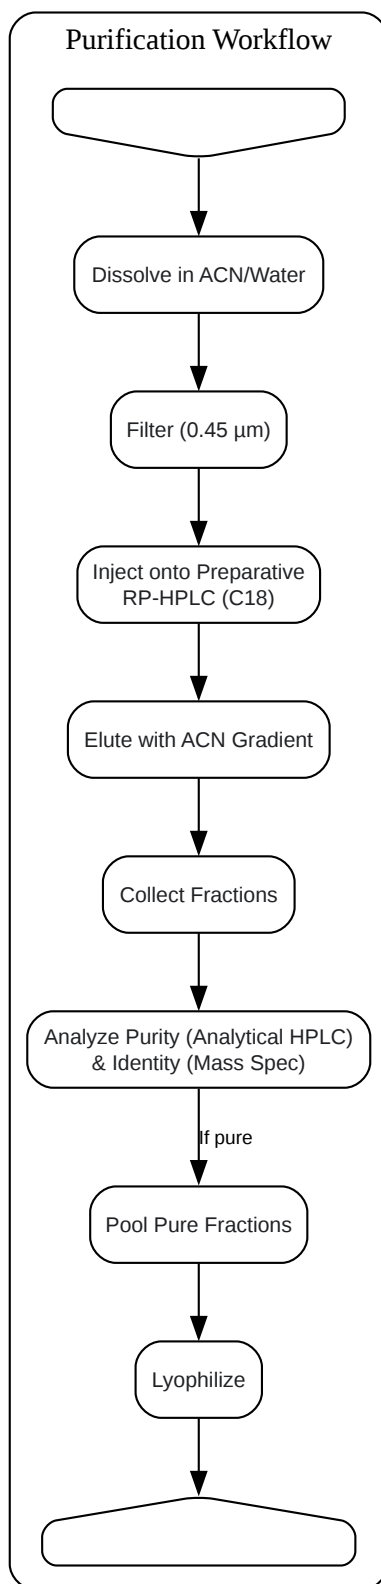 Purification Workflow
Dissolve in ACN/Water
Filter (0.45 µm)
Inject onto Preparative
RP-HPLC (C18)
Elute with ACN Gradient
Collect Fractions
Analyze Purity (Analytical HPLC)
& Identity (Mass Spec)
If pure
Pool Pure Fractions
Lyophilize